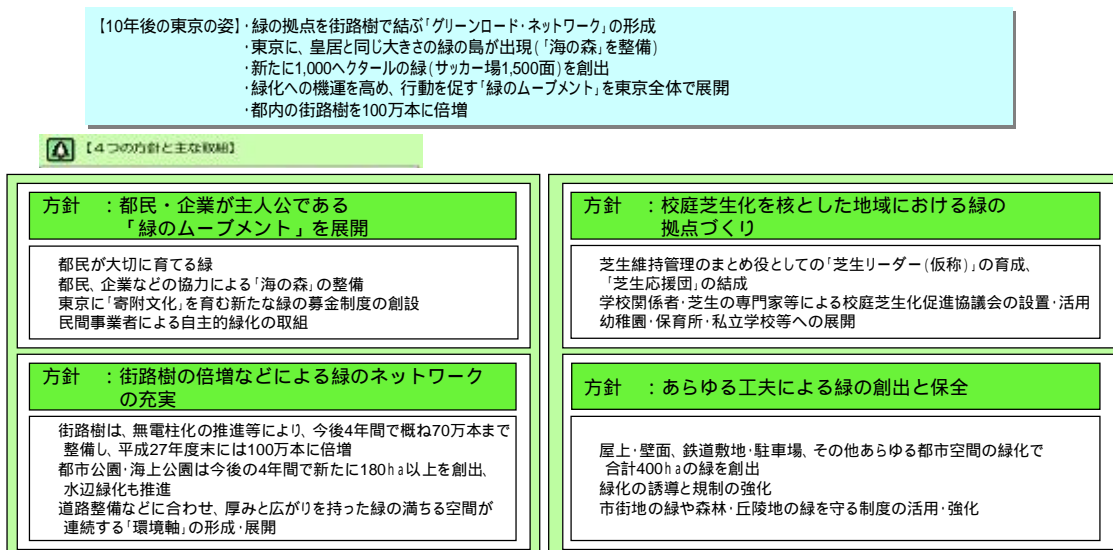 【10年後の東京の姿】・緑の拠点を街路樹で結ぶ「グリーンロード・ネットワーク」の形成
・東京に、皇居と同じ大きさの緑の島が出現(「海の森」を整備)
・新たに1,000ヘクタールの緑(サッカー場1,500面)を創出
・緑化への機運を高め、行動を促す「緑のムーブメント」を東京全体で展開
・都内の街路樹を100万本に倍増
【4つの方針と主な取組】
方針 :都民・企業が主人公である
「緑のムーブメント」を展開
都民が大切に育てる緑
都民、企業などの協力による「海の森」の整備
東京に「寄附文化」を育む新たな緑の募金制度の創設
民間事業者による自主的緑化の取組
方針 :校庭芝生化を核とした地域における緑の
拠点づくり
芝生維持管理のまとめ役としての「芝生リーダー(仮称)」の育成、
「芝生応援団」の結成
学校関係者・芝生の専門家等による校庭芝生化促進協議会の設置・活用
幼稚園・保育所・私立学校等への展開
方針 :街路樹の倍増などによる緑のネットワーク
の充実
街路樹は、無電柱化の推進等により、今後4年間で概ね70万本まで
整備し、平成27年度末には100万本に倍増
都市公園・海上公園は今後の4年間で新たに180ha以上を創出、
水辺緑化も推進
道路整備などに合わせ、厚みと広がりを持った緑の満ちる空間が
連続する「環境軸」の形成・展開
方針 :あらゆる工夫による緑の創出と保全
屋上・壁面、鉄道敷地・駐車場、その他あらゆる都市空間の緑化で
合計400haの緑を創出
緑化の誘導と規制の強化
市街地の緑や森林・丘陵地の緑を守る制度の活用・強化